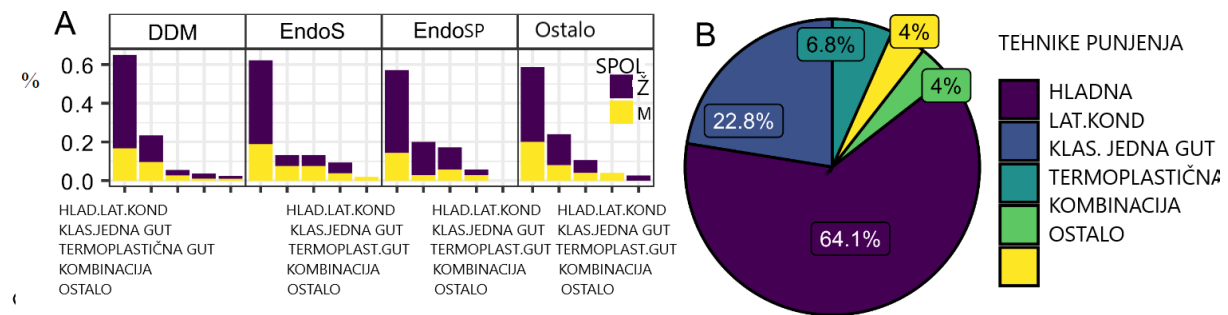 A
DDM
EndoS
EndoSP
Ostalo
%
0.6
0.4
0.2
0.0
SPOL
Ž
M
HLAD.LAT.KOND
KLAS.JEDNA GUT
TERMOPLASTIČNA GUT
KOMBINACIJA
OSTALO
HLAD.LAT.KOND
KLAS.JEDNA GUT
TERMOPLAST.GUT
KOMBINACIJA
OSTALO
HLAD.LAT.KOND
KLAS.JEDNA GUT
TERMOPLAST.GUT
KOMBINACIJA
OSTALO
HLAD.LAT.KOND
KLAS.JEDNA GUT
TERMOPLAST.GUT
KOMBINACIJA
OSTALO
B
6.8%
4%
4%
22.8%
64.1%
TEHNIKE PUNJENJA
HLADNA
LAT.KOND
KLAS. JEDNA GUT
TERMOPLASTIČNA
KOMBINACIJA
OSTALO